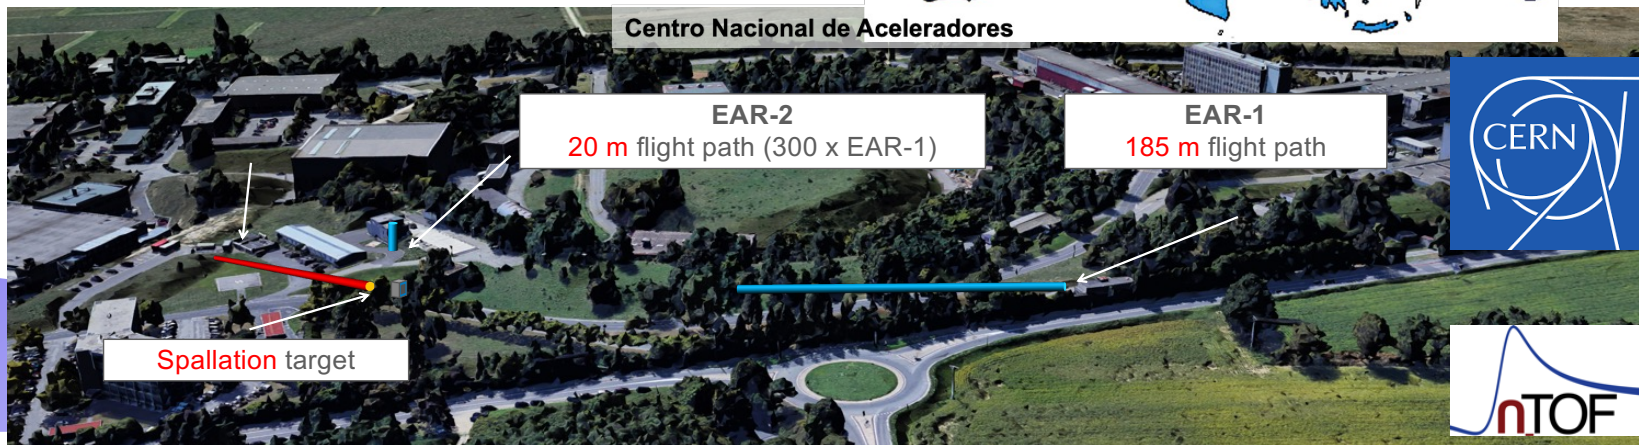 Centro Nacional de Aceleradores
EAR-2
20 m flight path (300 x EAR-1)
EAR-1
185 m flight path
CERN
Spallation target
n_TOF